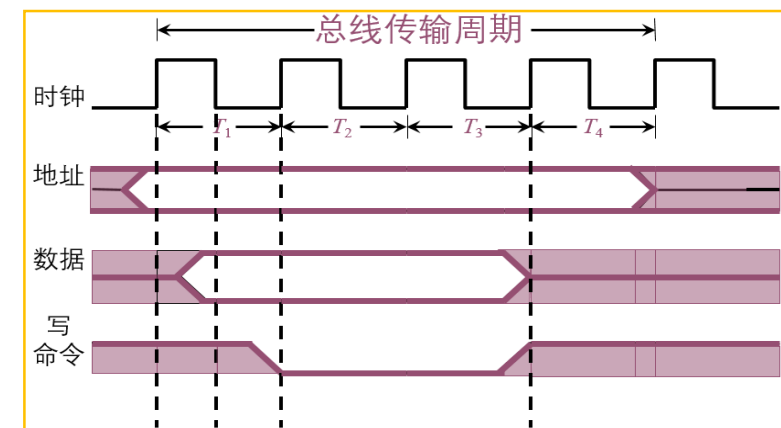 总线传输周期
时钟
T₁ T₂ T₃ T₄
地址
数据
写
命令